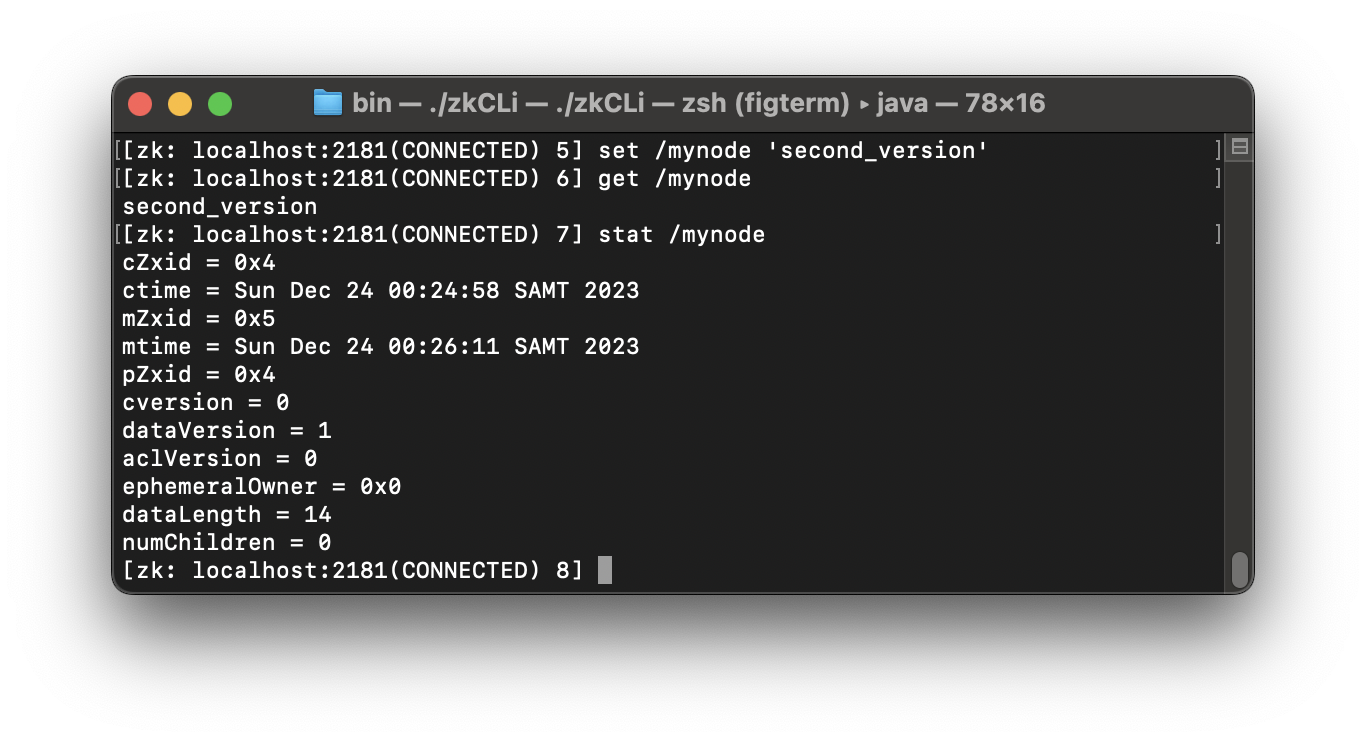 bin — ./zkCLi — ./zkCLi — zsh (figterm) ▸ java — 78×16
[[zk: localhost:2181(CONNECTED) 5] set /mynode 'second_version' ]
[[zk: localhost:2181(CONNECTED) 6] get /mynode ]
second_version
[[zk: localhost:2181(CONNECTED) 7] stat /mynode ]
cZxid = 0x4
ctime = Sun Dec 24 00:24:58 SAMT 2023
mZxid = 0x5
mtime = Sun Dec 24 00:26:11 SAMT 2023
pZxid = 0x4
cversion = 0
dataVersion = 1
aclVersion = 0
ephemeralOwner = 0x0
dataLength = 14
numChildren = 0
[zk: localhost:2181(CONNECTED) 8]